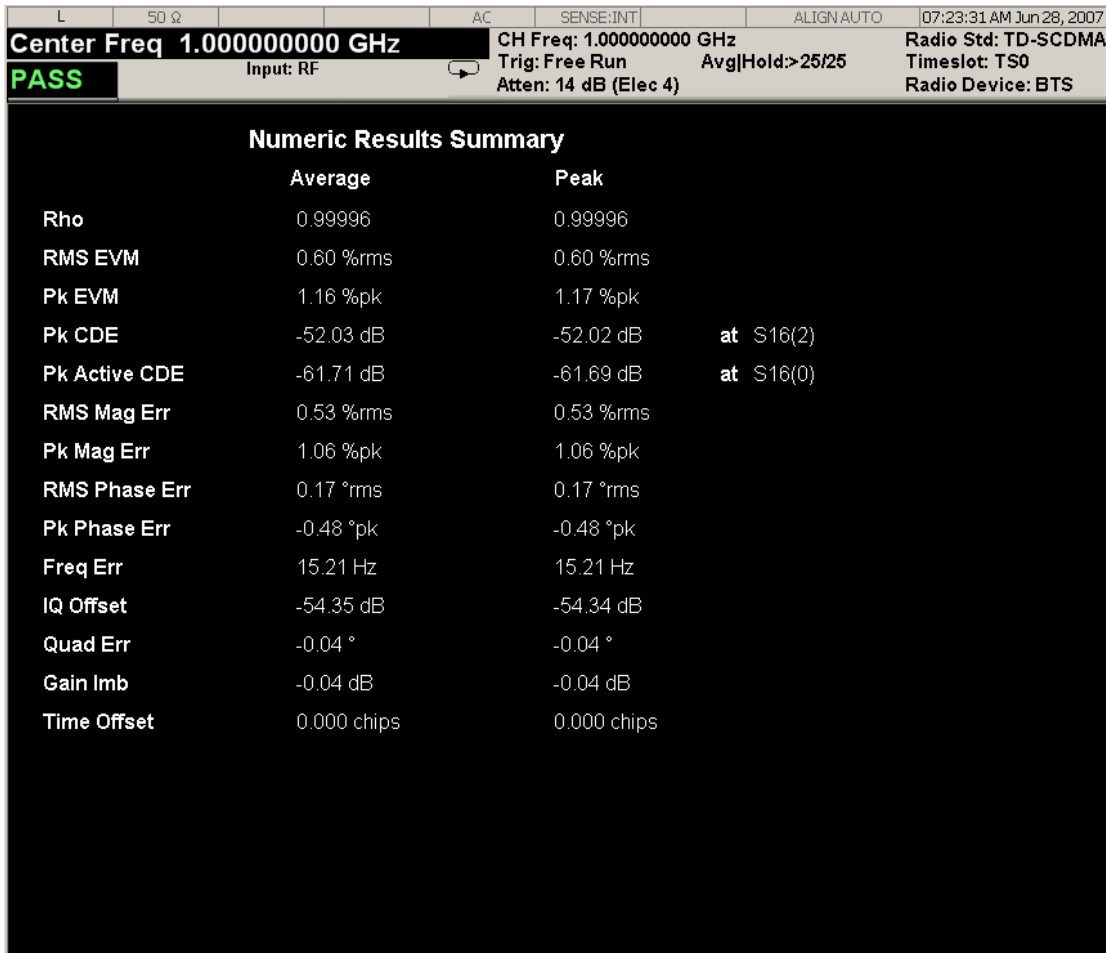 L 50 Ω AC SENSE:INT ALIGN AUTO 07:23:31 AM Jun 28, 2007
Center Freq 1.000000000 GHz CH Freq: 1.000000000 GHz Radio Std: TD-SCDMA
Input: RF Trig: Free Run Avg|Hold:>25/25 Timeslot: TS0
PASS Atten: 14 dB (Elec 4) Radio Device: BTS
Numeric Results Summary
Average Peak
Rho 0.99996 0.99996
RMS EVM 0.60 %rms 0.60 %rms
Pk EVM 1.16 %pk 1.17 %pk
Pk CDE -52.03 dB -52.02 dB at S16(2)
Pk Active CDE -61.71 dB -61.69 dB at S16(0)
RMS Mag Err 0.53 %rms 0.53 %rms
Pk Mag Err 1.06 %pk 1.06 %pk
RMS Phase Err 0.17 °rms 0.17 °rms
Pk Phase Err -0.48 °pk -0.48 °pk
Freq Err 15.21 Hz 15.21 Hz
IQ Offset -54.35 dB -54.34 dB
Quad Err -0.04 ° -0.04 °
Gain Imb -0.04 dB -0.04 dB
Time Offset 0.000 chips 0.000 chips